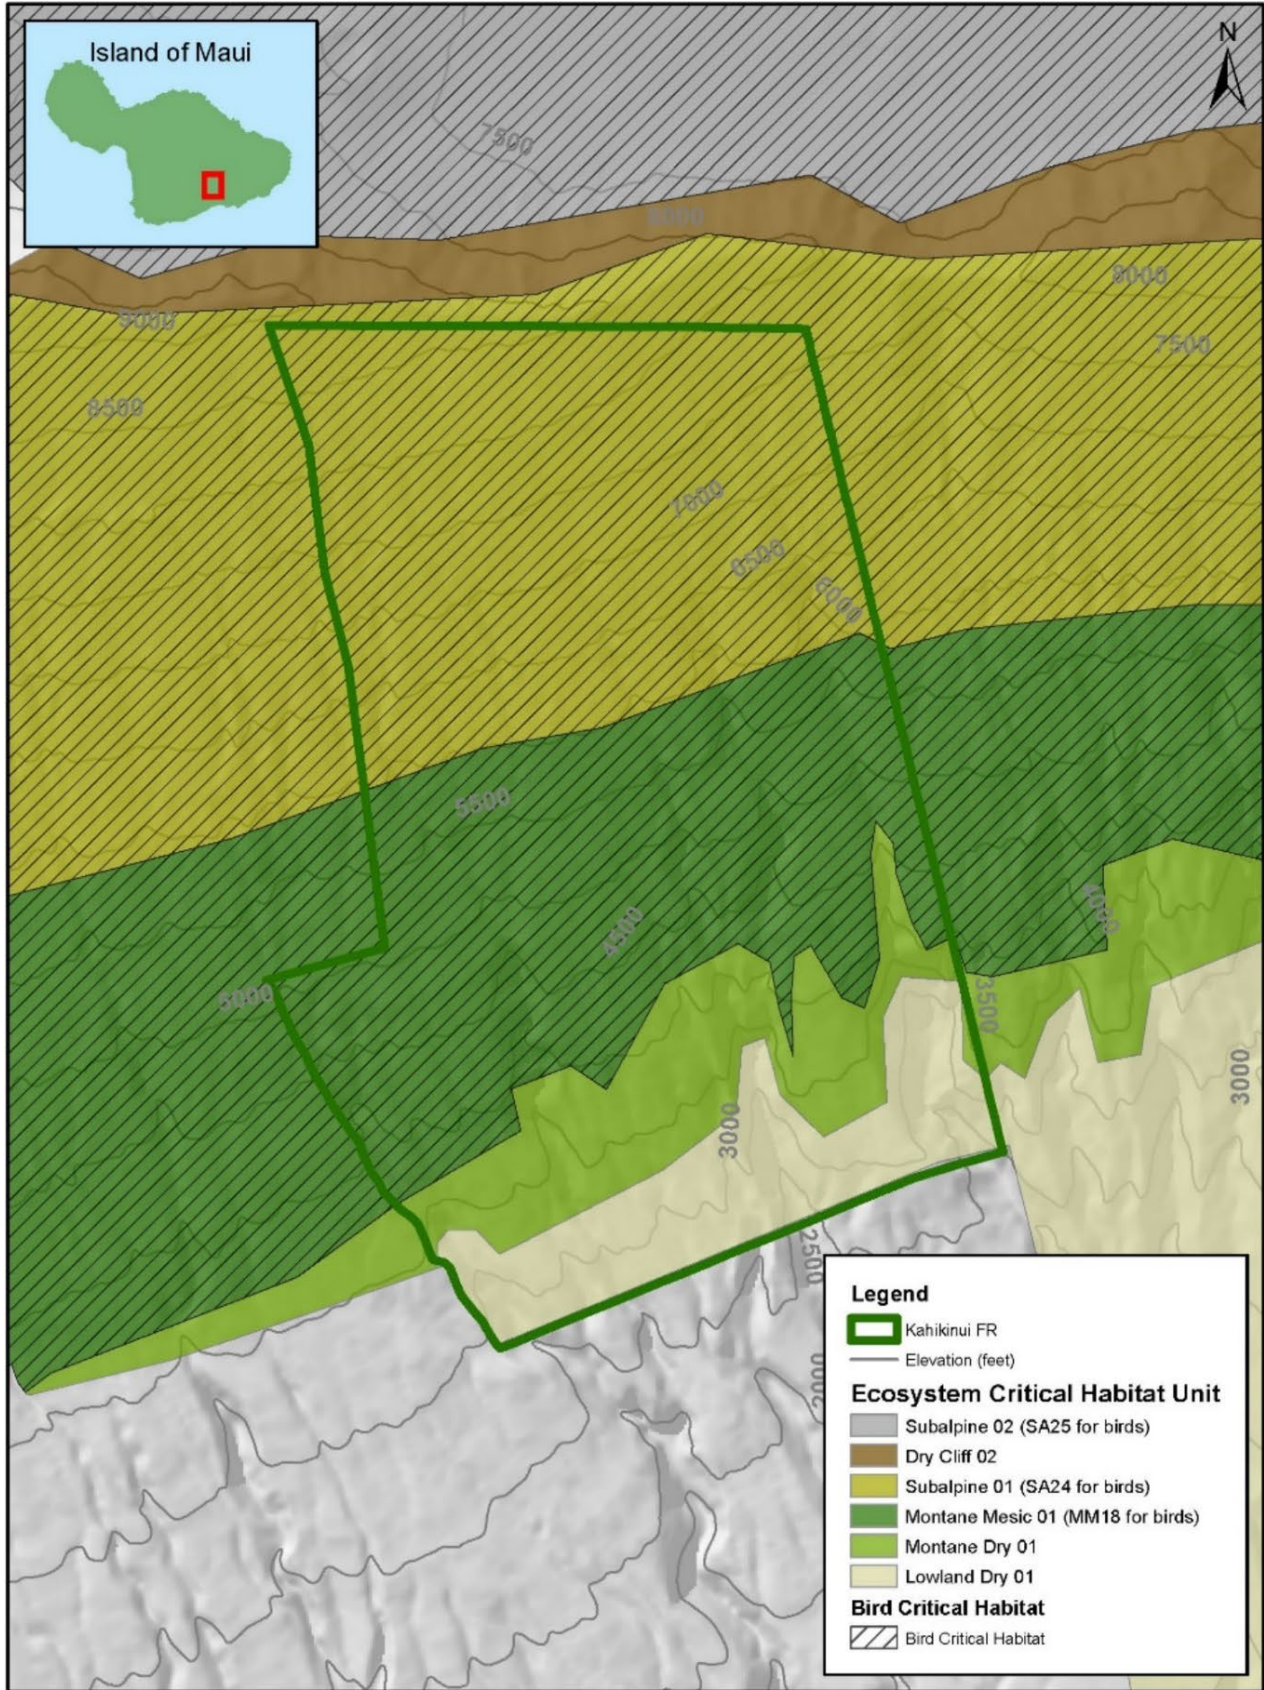 Island of Maui
N
7500
8000
8000
9000
7500
8500
7000
6500
6000
5500
4000
4500
5000
3500
3000
3000
2500
Legend
Kahikinui FR
Elevation (feet)
Ecosystem Critical Habitat Unit
Subalpine 02 (SA25 for birds)
Dry Cliff 02
Subalpine 01 (SA24 for birds)
Montane Mesic 01 (MM18 for birds)
Montane Dry 01
Lowland Dry 01
Bird Critical Habitat
Bird Critical Habitat